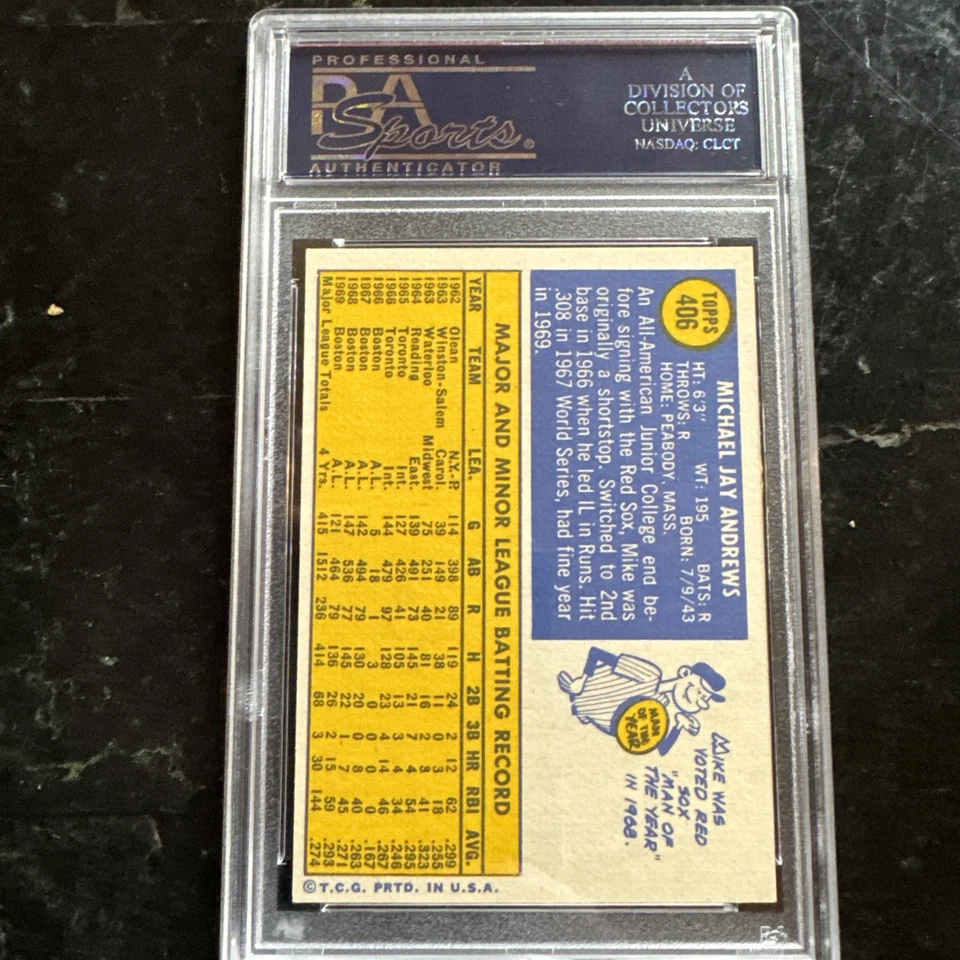 PROFESSIONAL
PSA
Sports®
AUTHENTICATOR
A
DIVISION OF
COLLECTORS
UNIVERSE
NASDAQ: CLCT
TOPPS
406
MICHAEL JAY ANDREWS
HT: 6'3" WT: 195 BATS: R
THROWS: R BORN: 7/9/43
HOME: PEABODY, MASS.
An All-American Junior College end be-
fore signing with the Red Sox, Mike was
originally a shortstop. Switched to 2nd
base in 1966 when he led IL in Runs. Hit
.308 in 1967 World Series, had fine year
in 1969.
MAN
OF THE
YEAR
MIKE WAS
VOTED RED
SOX
"MAN OF
THE YEAR"
IN 1968.
MAJOR AND MINOR LEAGUE BATTING RECORD
YEAR TEAM LEA. G AB R H 2B 3B HR RBI AVG.
1962 Olean N.Y.-P. 114 398 89 119 24 2 12 62 .299
1963 Winston-Salem Carol. 39 149 21 38 11 0 3 18 .255
1963 Waterloo Midwest 75 251 40 81 16 3 8 41 .323
1964 Reading East. 139 491 73 145 21 7 4 54 .295
1965 Toronto Int. 127 426 41 105 13 2 4 34 .246
1966 Toronto Int. 144 479 97 128 23 4 14 46 .267
1966 Boston A.L. 5 18 1 3 0 0 0 0 .167
1967 Boston A.L. 142 494 79 130 20 0 8 40 .263
1968 Boston A.L. 147 536 77 145 22 1 7 45 .271
1969 Boston A.L. 121 464 79 136 26 2 15 59 .293
Major League Totals 4 Yrs. 415 1512 236 414 68 3 30 144 .274
©T.C.G. PRTD. IN U.S.A.